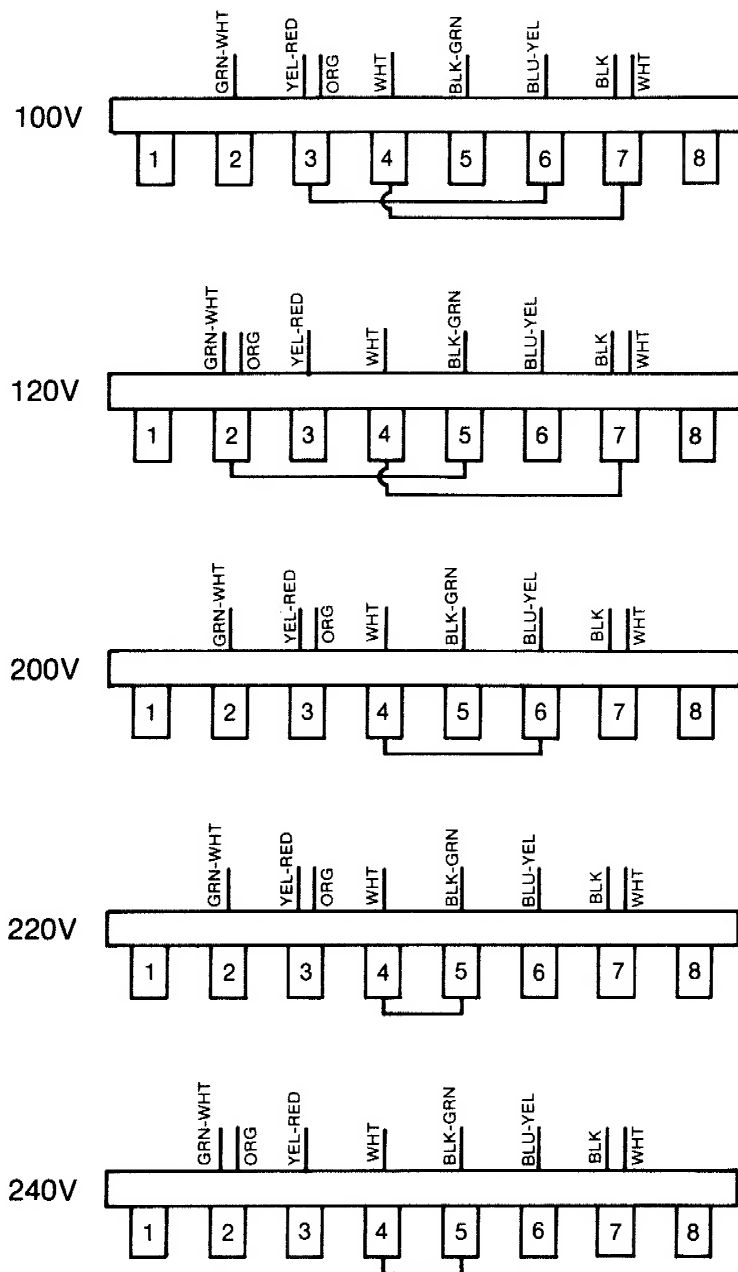 GRN-WHT YEL-RED ORG WHT BLK-GRN BLU-YEL BLK WHT
100V
1 2 3 4 5 6 7 8
GRN-WHT ORG YEL-RED WHT BLK-GRN BLU-YEL BLK WHT
120V
1 2 3 4 5 6 7 8
GRN-WHT YEL-RED ORG WHT BLK-GRN BLU-YEL BLK WHT
200V
1 2 3 4 5 6 7 8
GRN-WHT YEL-RED ORG WHT BLK-GRN BLU-YEL BLK WHT
220V
1 2 3 4 5 6 7 8
GRN-WHT ORG YEL-RED WHT BLK-GRN BLU-YEL BLK WHT
240V
1 2 3 4 5 6 7 8